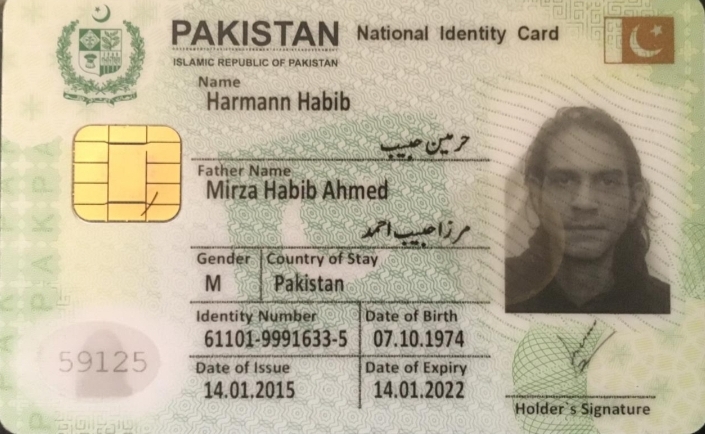 PAKISTAN National Identity Card
ISLAMIC REPUBLIC OF PAKISTAN
Name
Harmann Habib
حرمین حبیب
Father Name
Mirza Habib Ahmed
مرزا حبیب احمد
Gender Country of Stay
M Pakistan
Identity Number Date of Birth
61101-9991633-5 07.10.1974
Date of Issue Date of Expiry
14.01.2015 14.01.2022
59125
Holder`s Signature